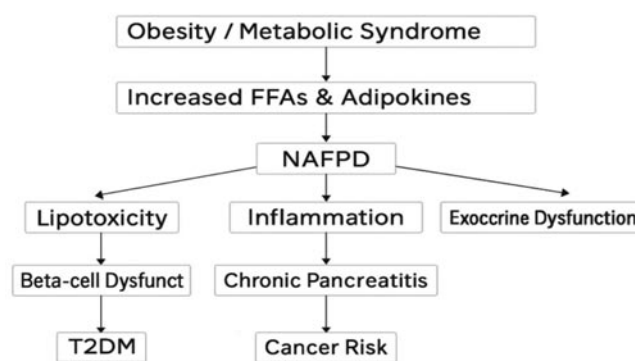 Obesity / Metabolic Syndrome
Increased FFAs & Adipokines
NAFPD
Lipotoxicity
Inflammation
Exoccrine Dysfunction
Beta-cell Dysfunct
Chronic Pancreatitis
T2DM
Cancer Risk